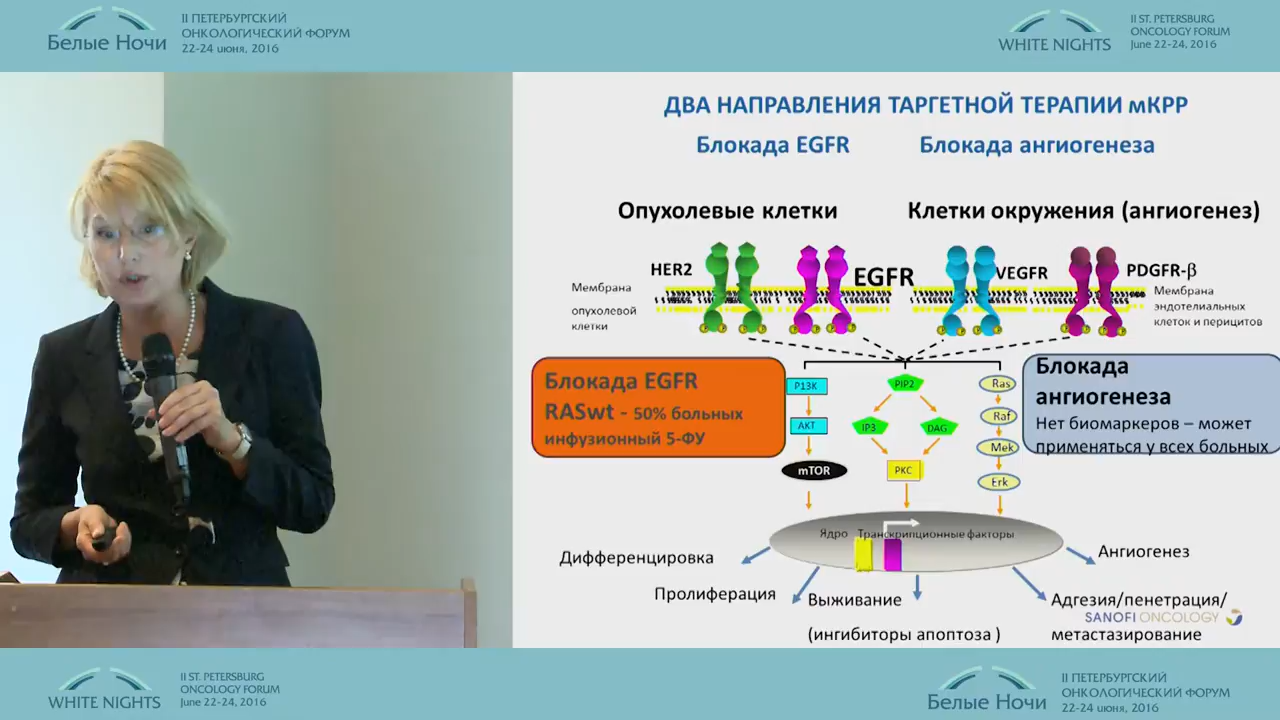 Белые Ночи
II ПЕТЕРБУРГСКИЙ
ОНКОЛОГИЧЕСКИЙ ФОРУМ
22-24 июня, 2016
WHITE NIGHTS
II ST. PETERSBURG
ONCOLOGY FORUM
June 22-24, 2016
ДВА НАПРАВЛЕНИЯ ТАРГЕТНОЙ ТЕРАПИИ мКРР
Блокада EGFR
Блокада ангиогенеза
Опухолевые клетки
Клетки окружения (ангиогенез)
HER2
EGFR
VEGFR
PDGFR-β
Мембрана
опухолевой
клетки
Мембрана
эндотелиальных
клеток и перицитов
Блокада EGFR
RASwt - 50% больных
инфузионный 5-ФУ
P13K
AKT
mTOR
PIP2
IP3
DAG
PKC
Ras
Raf
Mek
Erk
Блокада
ангиогенеза
Нет биомаркеров – может
применяться у всех больных
Ядро
Транскрипционные факторы
Дифференцировка
Пролиферация
Выживание
(ингибиторы апоптоза )
Ангиогенез
Адгезия/пенетрация/
метастазирование
SANOFI ONCOLOGY
WHITE NIGHTS
II ST. PETERSBURG
ONCOLOGY FORUM
June 22-24, 2016
Белые Ночи
II ПЕТЕРБУРГСКИЙ
ОНКОЛОГИЧЕСКИЙ ФОРУМ
22-24 июня, 2016